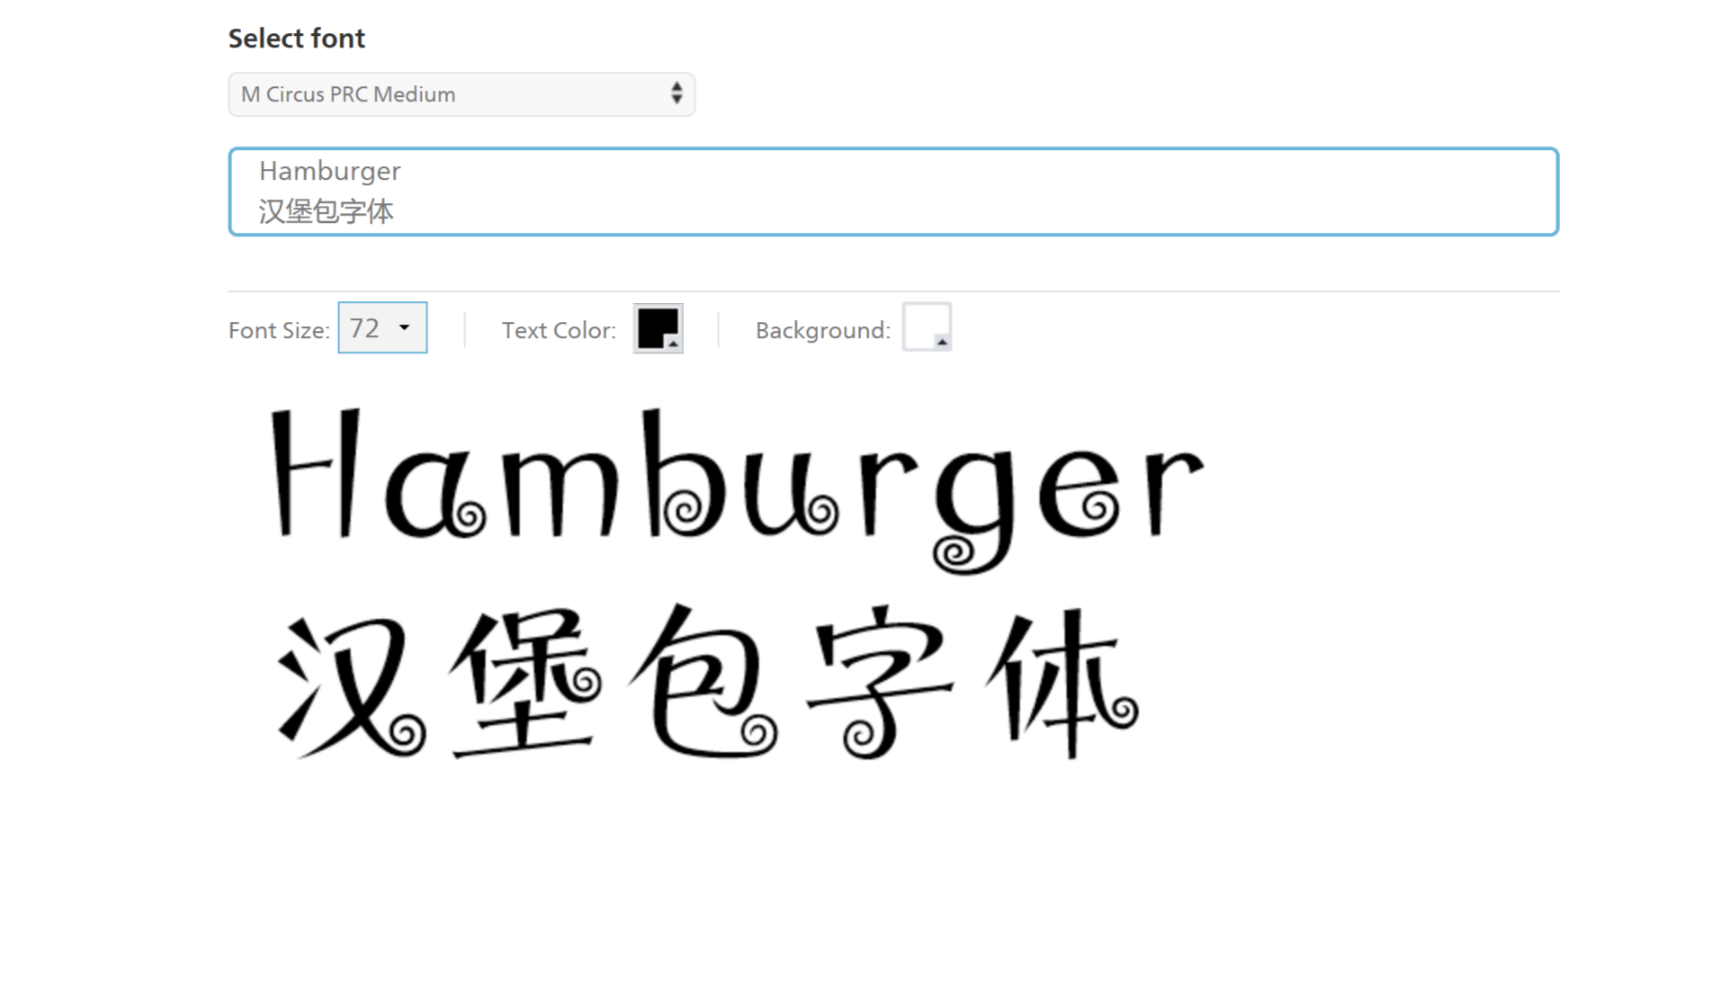 Select font
M Circus PRC Medium
Hamburger
汉堡包字体
Font Size: 72 Text Color: Background:
Hamburger
汉堡包字体